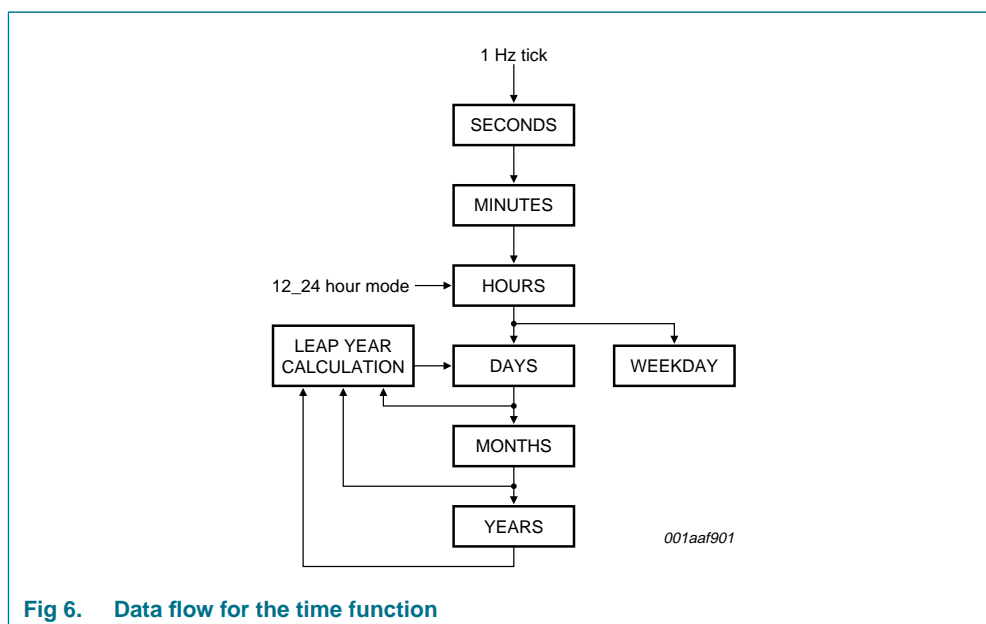 1 Hz tick
SECONDS
MINUTES
12_24 hour mode
HOURS
LEAP YEAR
CALCULATION
DAYS
WEEKDAY
MONTHS
YEARS
001aaf901
Fig 6. Data flow for the time function